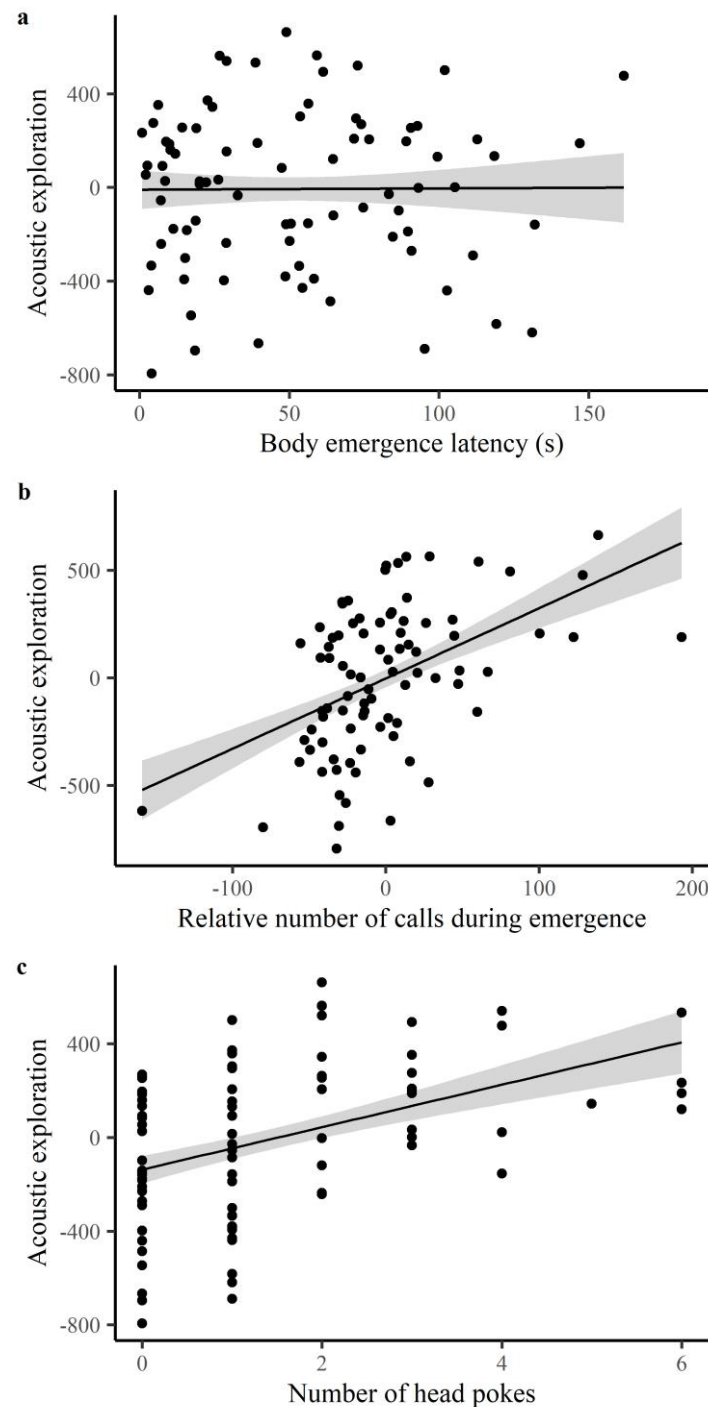 a
400
0
-400
-800
Acoustic exploration
0 50 100 150
Body emergence latency (s)
b
500
0
-500
Acoustic exploration
-100 0 100 200
Relative number of calls during emergence
c
400
0
-400
-800
Acoustic exploration
0 2 4 6
Number of head pokes